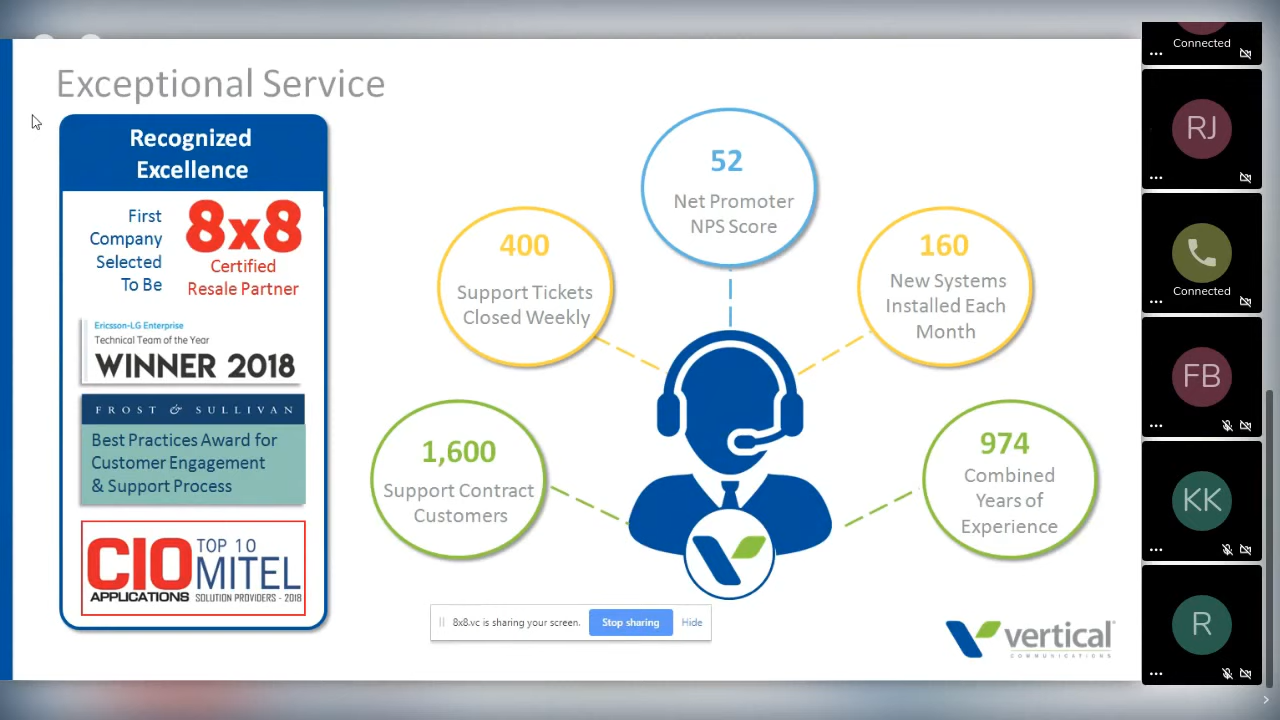 Exceptional Service
Recognized
Excellence
First
Company
Selected
To Be
8x8
Certified
Resale Partner
Ericsson-LG Enterprise
Technical Team of the Year
WINNER 2018
FROST & SULLIVAN
Best Practices Award for
Customer Engagement
& Support Process
CIO
APPLICATIONS
TOP 10
MITEL
SOLUTION PROVIDERS - 2018
52
Net Promoter
NPS Score
400
Support Tickets
Closed Weekly
160
New Systems
Installed Each
Month
1,600
Support Contract
Customers
974
Combined
Years of
Experience
8x8.vc is sharing your screen.
Stop sharing
Hide
vertical
COMMUNICATIONS
Connected
RJ
Connected
FB
KK
R